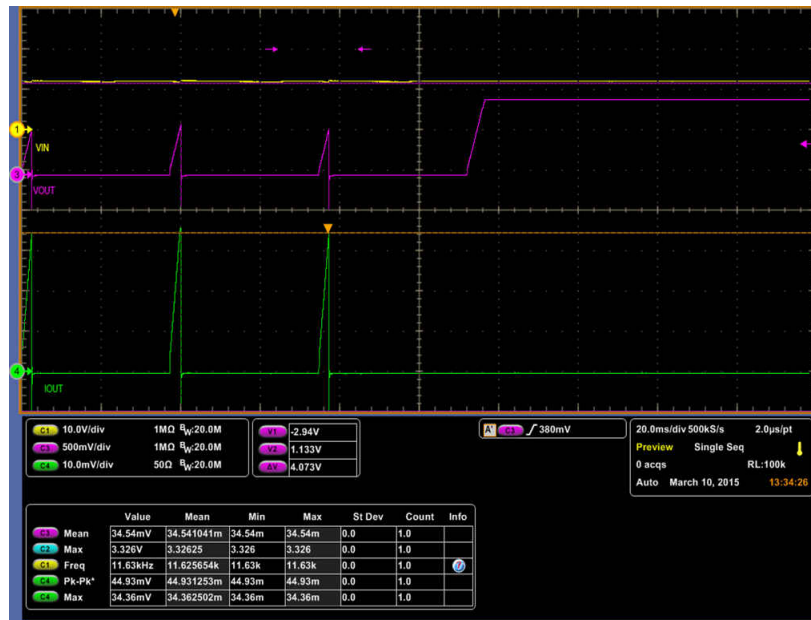 1
VIN
3
VOUT
4
IOUT
C1 10.0V/div 1MΩ BW:20.0M
C3 500mV/div 1MΩ BW:20.0M
C4 10.0mV/div 50Ω BW:20.0M
V1 -2.94V
V2 1.133V
ΔV 4.073V
A' C3 380mV
20.0ms/div 500kS/s 2.0µs/pt
Preview Single Seq
0 acqs RL:100k
Auto March 10, 2015 13:34:26
Value Mean Min Max St Dev Count Info
C3 Mean 34.54mV 34.541041m 34.54m 34.54m 0.0 1.0
C2 Max 3.326V 3.32625 3.326 3.326 0.0 1.0
C1 Freq 11.63kHz 11.625654k 11.63k 11.63k 0.0 1.0
C4 Pk-Pk* 44.93mV 44.931253m 44.93m 44.93m 0.0 1.0
C4 Max 34.36mV 34.362502m 34.36m 34.36m 0.0 1.0